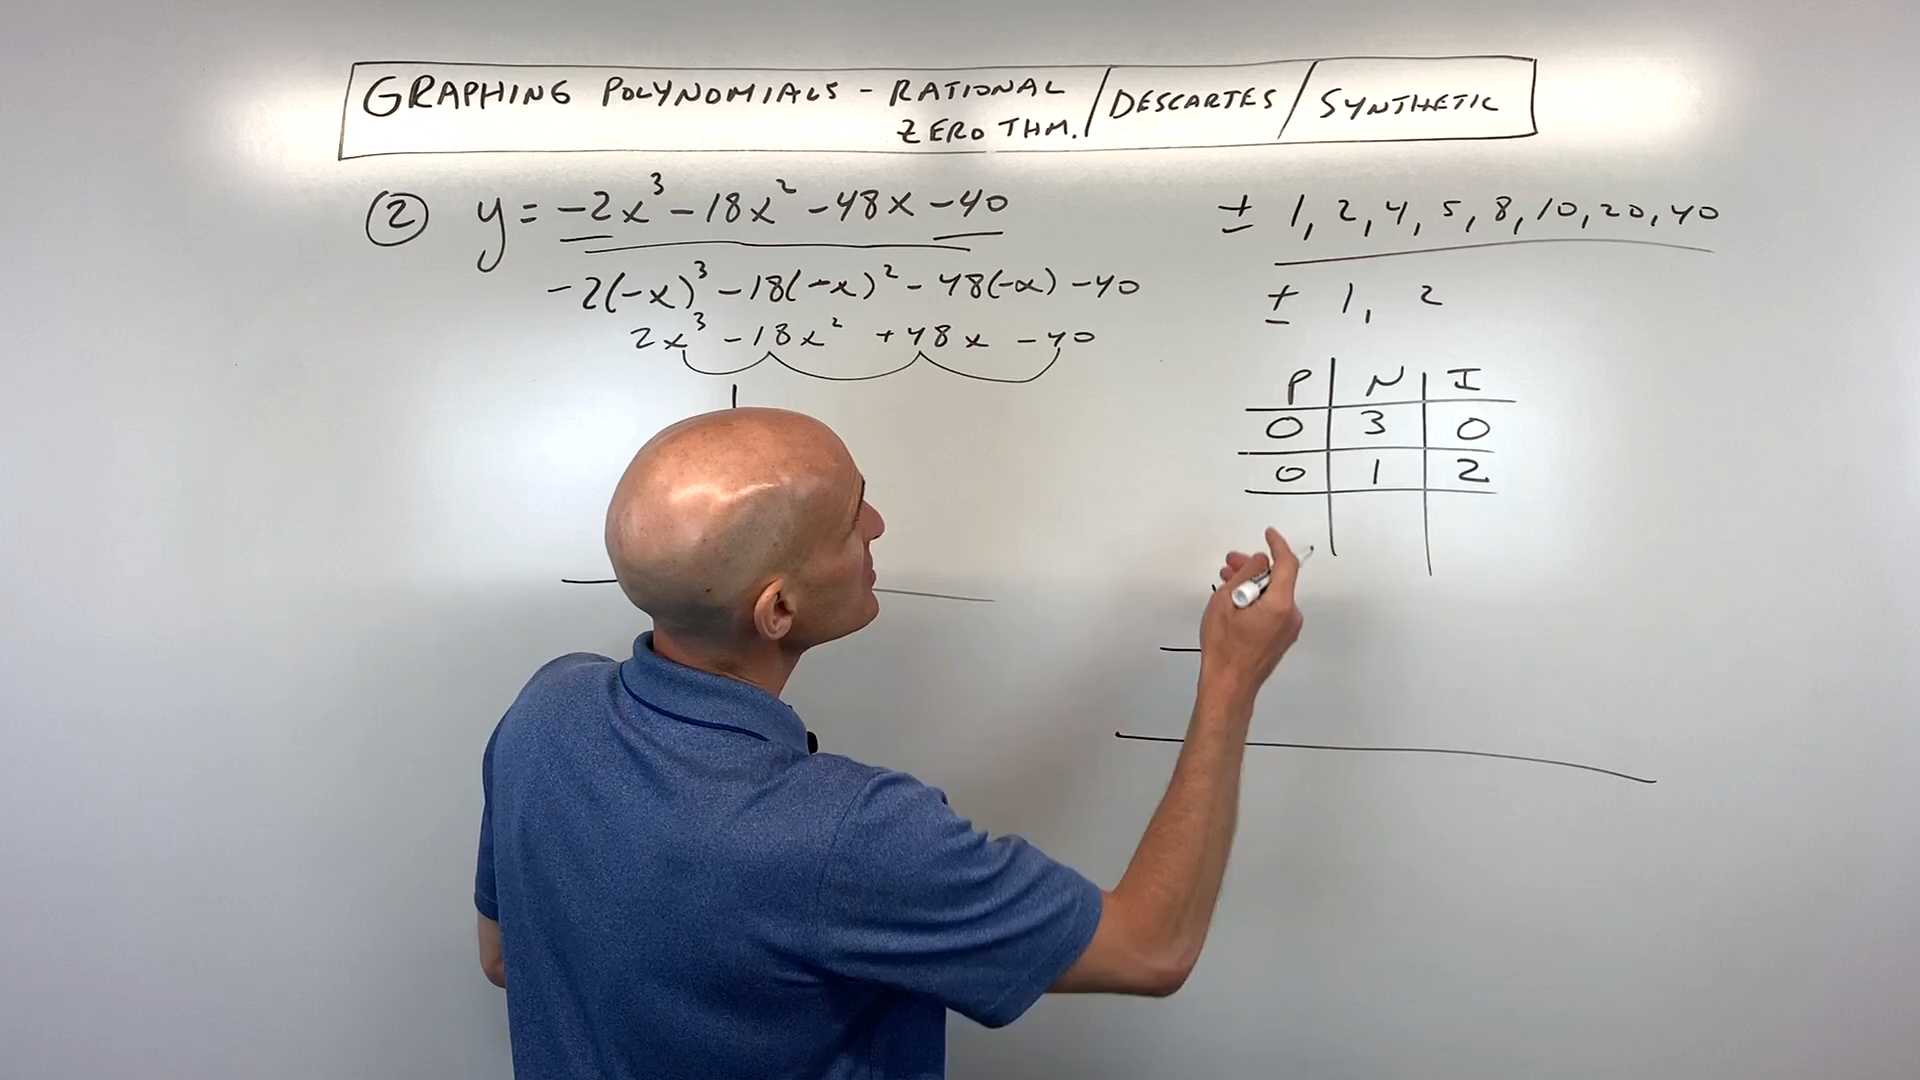 GRAPHING POLYNOMIALS - RATIONAL ZERO THM. / DESCARTES / SYNTHETIC
② y = -2x³ - 18x² - 48x - 40
-2(-x)³ - 18(-x)² - 48(-x) - 40
2x³ - 18x² + 48x - 40
± 1, 2, 4, 5, 8, 10, 20, 40
± 1, 2
P | N | I
0 | 3 | 0
0 | 1 | 2